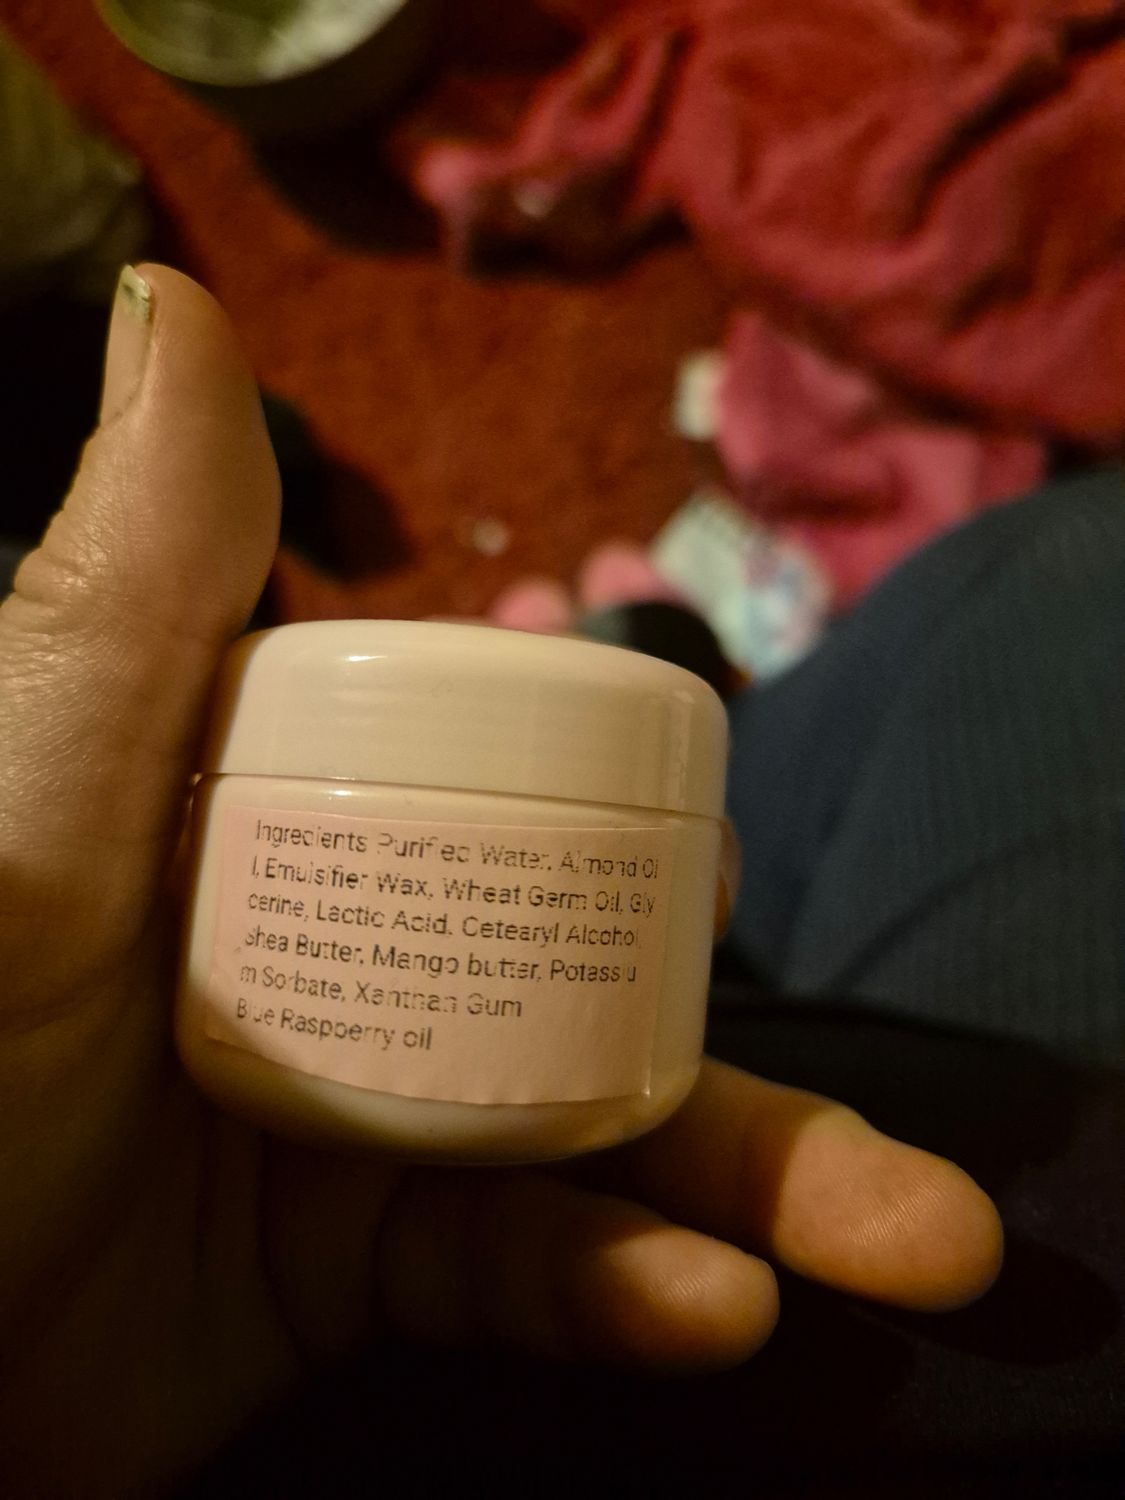 Ingredients Purified Water, Almond Oi
l, Emulsifier Wax, Wheat Germ Oil, Gly
cerine, Lactic Acid, Cetearyl Alcohol,
Shea Butter, Mango butter, Potassiu
m Sorbate, Xanthan Gum
Blue Raspberry oil